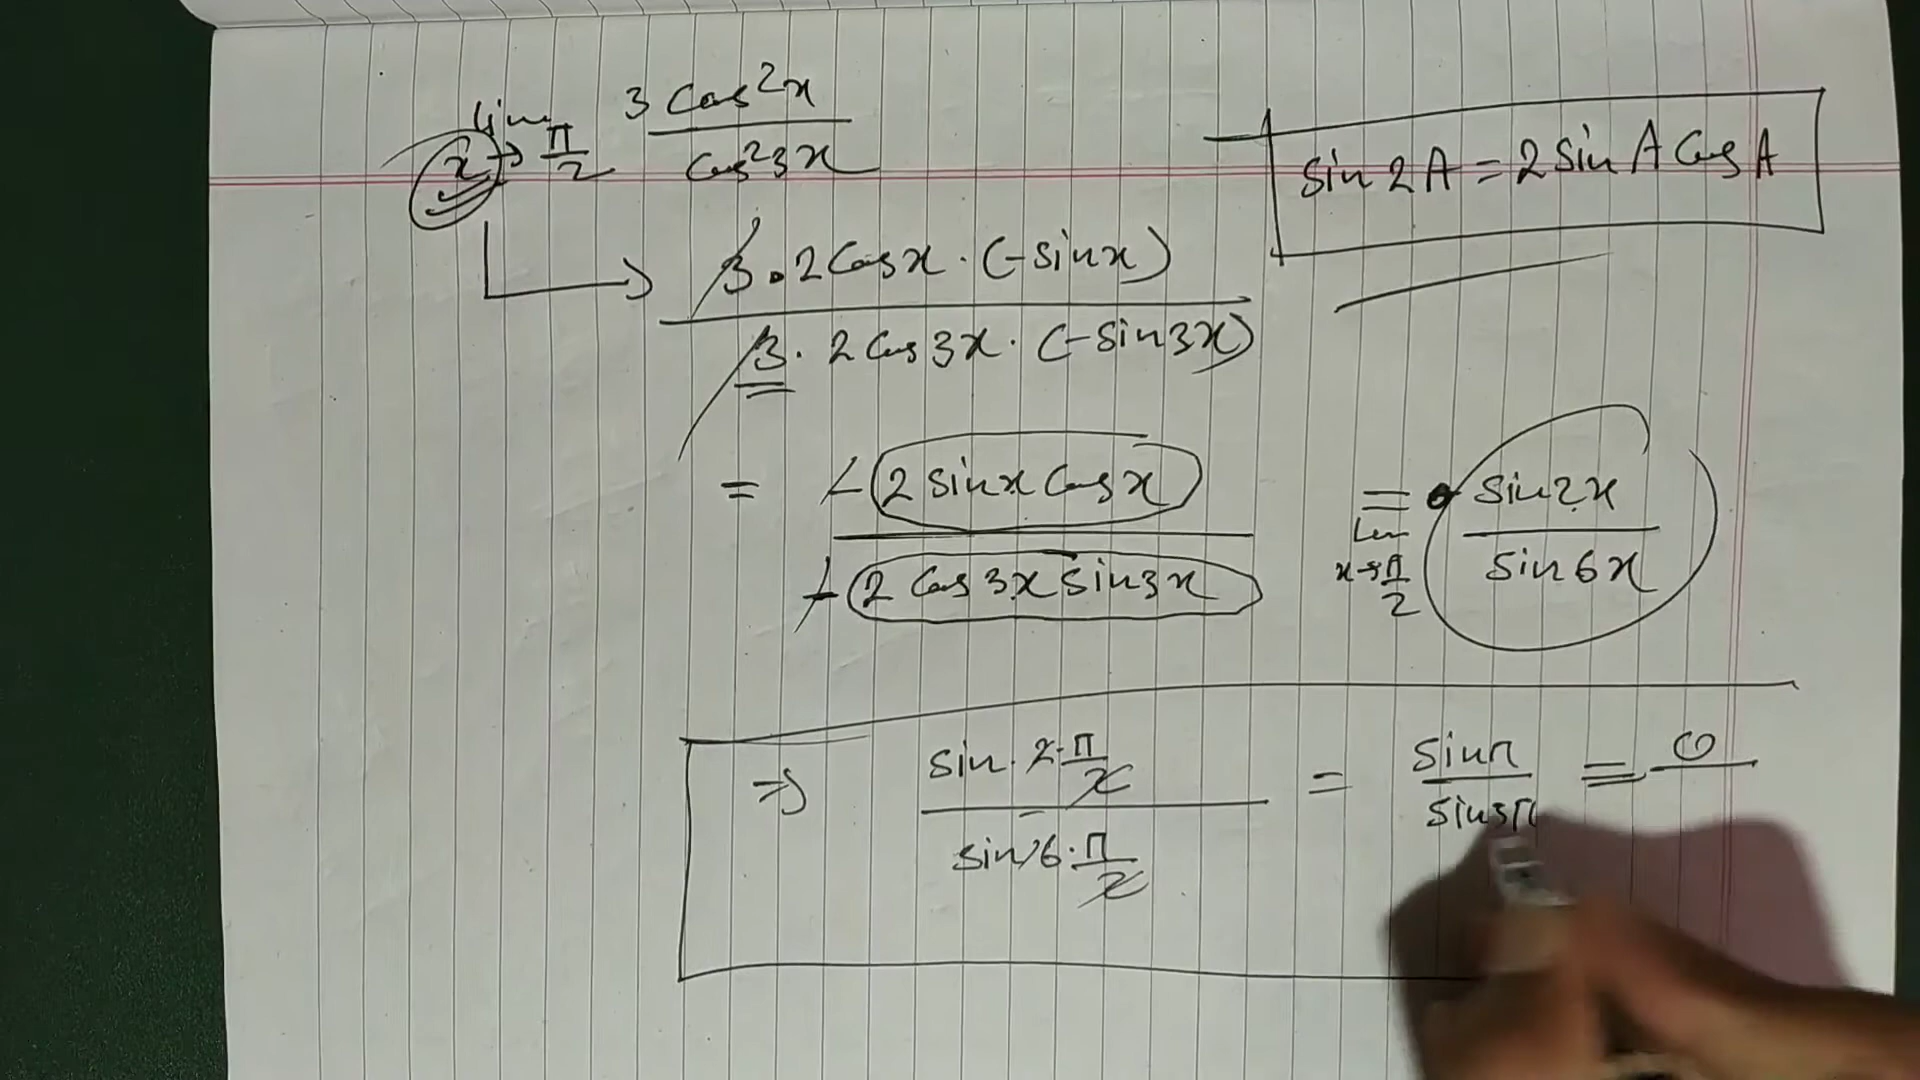 lim 3 cos²x
x→ π/2 cos²3x
sin 2A = 2 sin A cos A
3 · 2 cos x · (-sin x)
3 · 2 cos 3x · (-sin 3x)
= - 2 sin x cos x
- 2 cos 3x sin 3x
= sin 2x
Lim sin 6x
x→ π/2
⇒ sin · 2 · π/2 = sin π = 0
sin 6 · π/2 sin 3π